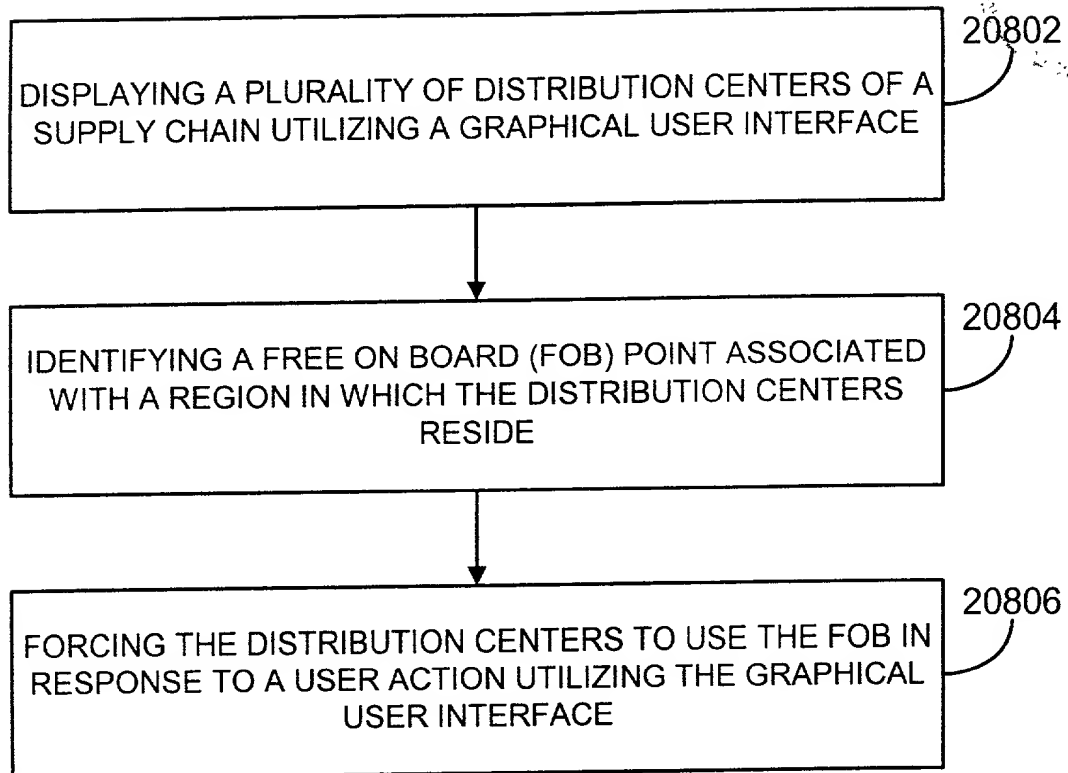 20802
DISPLAYING A PLURALITY OF DISTRIBUTION CENTERS OF A
SUPPLY CHAIN UTILIZING A GRAPHICAL USER INTERFACE
20804
IDENTIFYING A FREE ON BOARD (FOB) POINT ASSOCIATED
WITH A REGION IN WHICH THE DISTRIBUTION CENTERS
RESIDE
20806
FORCING THE DISTRIBUTION CENTERS TO USE THE FOB IN
RESPONSE TO A USER ACTION UTILIZING THE GRAPHICAL
USER INTERFACE